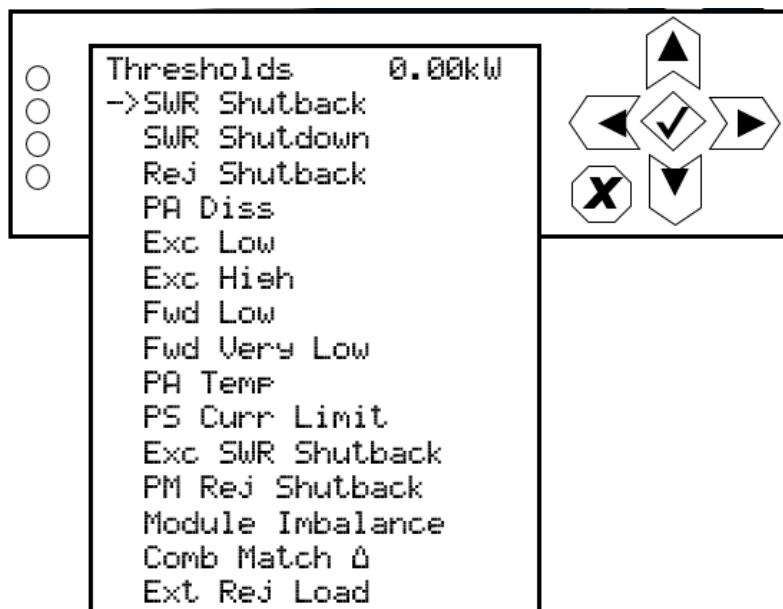 Thresholds 0.00kW
->SWR Shutback
SWR Shutdown
Rej Shutback
PA Diss
Exc Low
Exc High
Fwd Low
Fwd Very Low
PA Temp
PS Curr Limit
Exc SWR Shutback
PM Rej Shutback
Module Imbalance
Comb Match Δ
Ext Rej Load